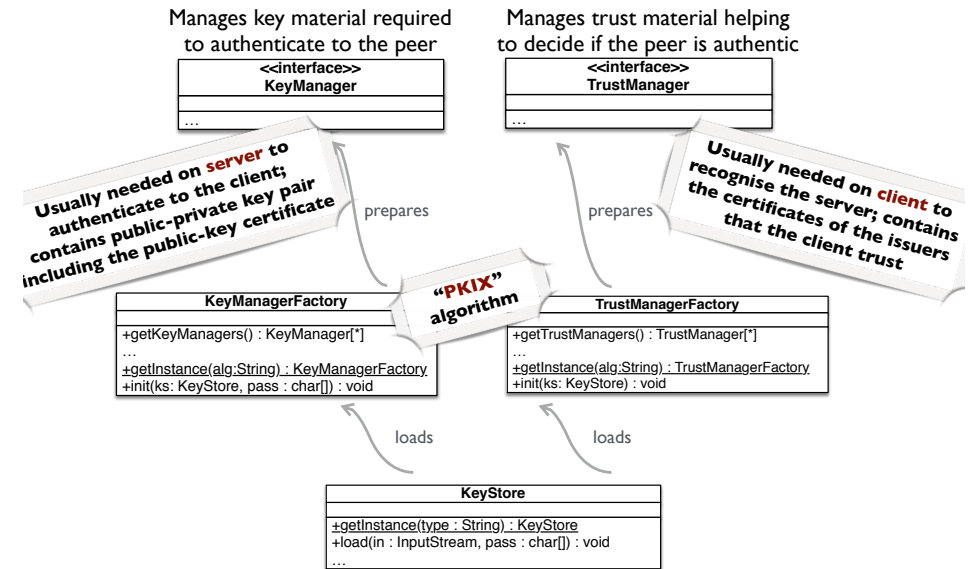 Manages key material required
to authenticate to the peer
Manages trust material helping
to decide if the peer is authentic
<<interface>>
KeyManager
…
<<interface>>
TrustManager
…
Usually needed on server to
authenticate to the client;
contains public-private key pair
including the public-key certificate
Usually needed on client to
recognise the server; contains
the certificates of the issuers
that the client trust
prepares
prepares
“PKIX”
algorithm
KeyManagerFactory
+getKeyManagers() : KeyManager[*]
…
+getInstance(alg:String) : KeyManagerFactory
+init(ks: KeyStore, pass : char[]) : void
TrustManagerFactory
+getTrustManagers() : TrustManager[*]
…
+getInstance(alg:String) : TrustManagerFactory
+init(ks: KeyStore) : void
loads
loads
KeyStore
+getInstance(type : String) : KeyStore
+load(in : InputStream, pass : char[]) : void
…